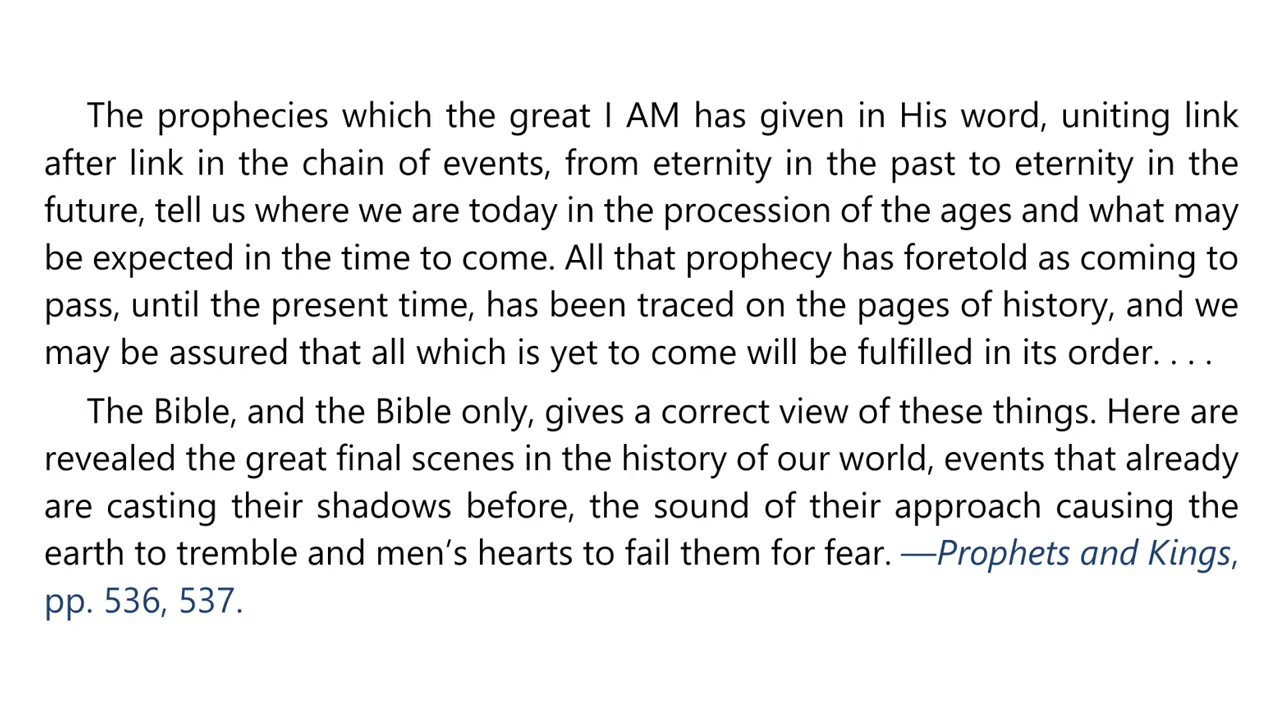 The prophecies which the great I AM has given in His word, uniting link
after link in the chain of events, from eternity in the past to eternity in the
future, tell us where we are today in the procession of the ages and what may
be expected in the time to come. All that prophecy has foretold as coming to
pass, until the present time, has been traced on the pages of history, and we
may be assured that all which is yet to come will be fulfilled in its order. . . .
The Bible, and the Bible only, gives a correct view of these things. Here are
revealed the great final scenes in the history of our world, events that already
are casting their shadows before, the sound of their approach causing the
earth to tremble and men’s hearts to fail them for fear. —Prophets and Kings,
pp. 536, 537.